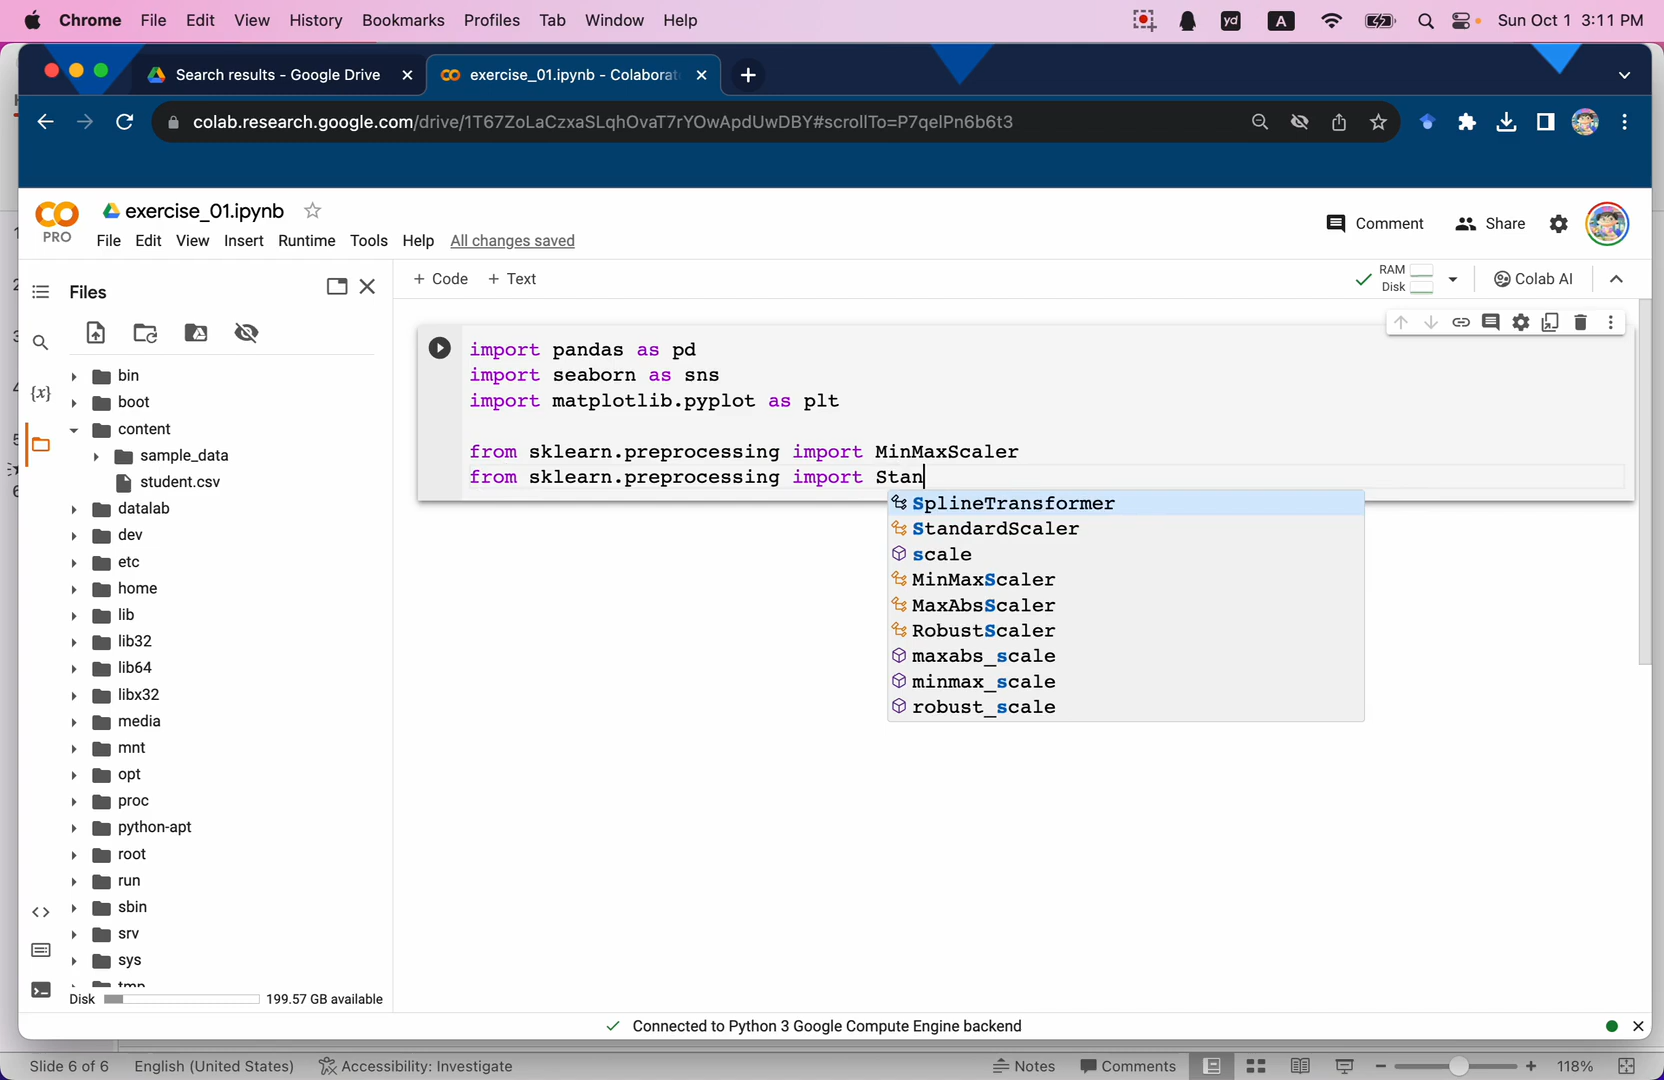 Chrome File Edit View History Bookmarks Profiles Tab Window Help yd A Sun Oct 1 3:11 PM
Search results - Google Drive exercise_01.ipynb - Colaborat
colab.research.google.com/drive/1T67ZoLaCzxaSLqhOvaT7rYOwApdUwDBY#scrollTo=P7qelPn6b6t3
PRO
exercise_01.ipynb
File Edit View Insert Runtime Tools Help All changes saved
Comment Share
Files
+ Code + Text
RAM
Disk
Colab AI
{x}
bin
boot
content
sample_data
student.csv
datalab
dev
etc
home
lib
lib32
lib64
libx32
media
mnt
opt
proc
python-apt
root
run
sbin
srv
sys
tmp
Disk 199.57 GB available
import pandas as pd
import seaborn as sns
import matplotlib.pyplot as plt
from sklearn.preprocessing import MinMaxScaler
from sklearn.preprocessing import Stan
SplineTransformer
StandardScaler
scale
MinMaxScaler
MaxAbsScaler
RobustScaler
maxabs_scale
minmax_scale
robust_scale
Connected to Python 3 Google Compute Engine backend
Slide 6 of 6 English (United States) Accessibility: Investigate Notes Comments 118%